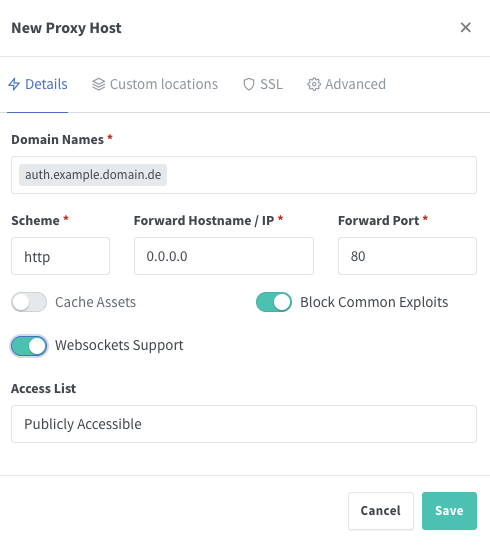 New Proxy Host
Details Custom locations SSL Advanced
Domain Names *
auth.example.domain.de
Scheme * Forward Hostname / IP * Forward Port *
http 0.0.0.0 80
Cache Assets Block Common Exploits
Websockets Support
Access List
Publicly Accessible
Cancel Save